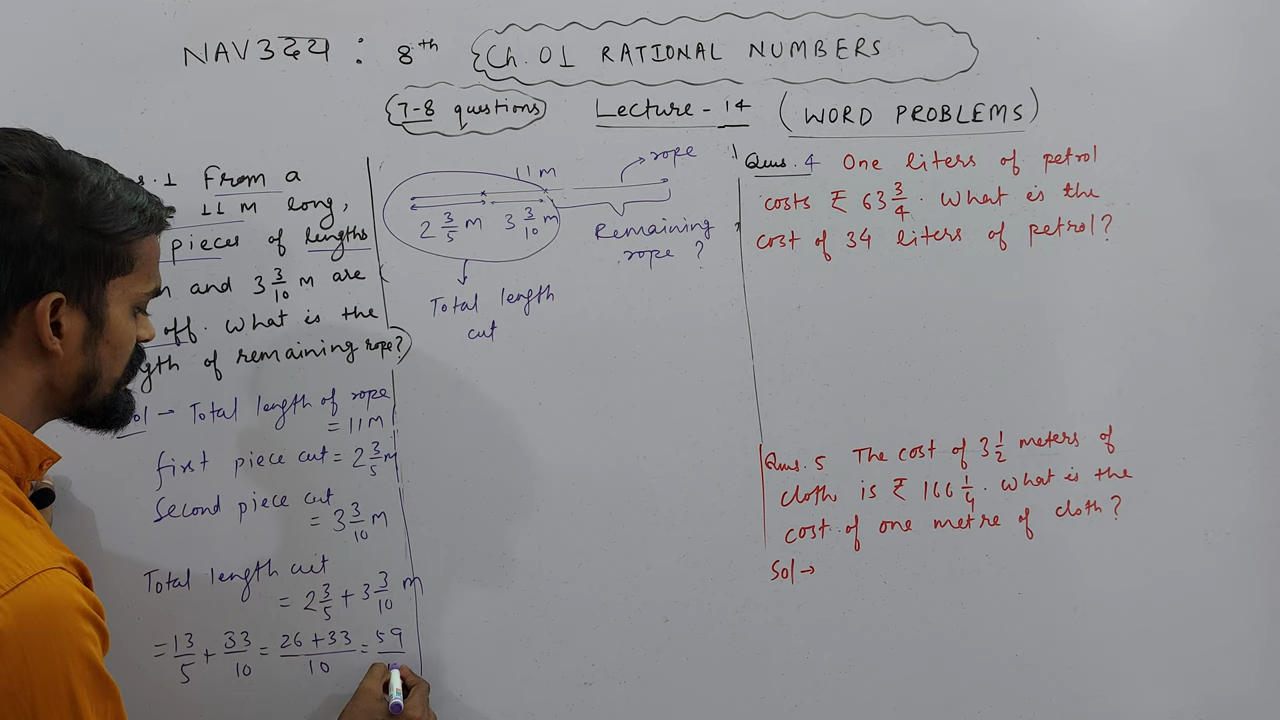 NAV3224 : 8th Ch. 01 RATIONAL NUMBERS
7-8 questions Lecture - 14 (WORD PROBLEMS)
s. 1 From a
11 m long,
pieces of lengths
m and 3 3/10 m are
off. What is the
gth of remaining rope?
Sol → Total length of rope
= 11 m
first piece cut = 2 3/5 m
Second piece cut
= 3 3/10 m
Total length cut
= 2 3/5 + 3 3/10 m
= 13/5 + 33/10 = 26 + 33/10 = 59/
11 m
rope
2 3/5 m 3 3/10 m
Remaining
rope ?
Total length
cut
Ques. 4 One liters of petrol
costs ₹ 63 3/4. What is the
cost of 34 liters of petrol?
Ques. 5 The cost of 3 1/2 meters of
cloth is ₹ 166 1/4. What is the
cost of one metre of cloth?
Sol →